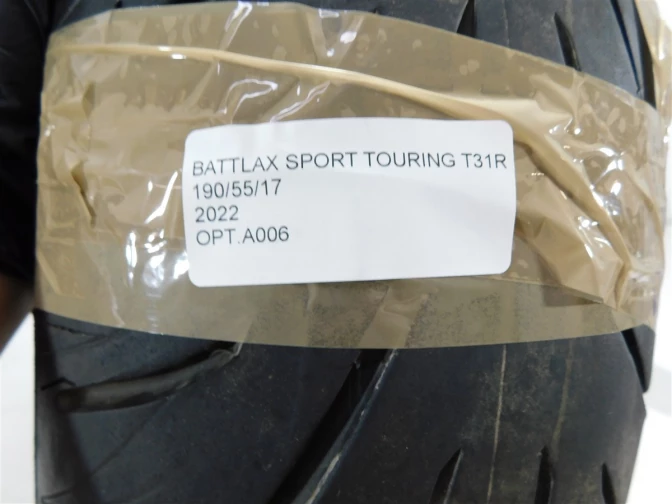 BATTLAX SPORT TOURING T31R
190/55/17
2022
OPT.A006